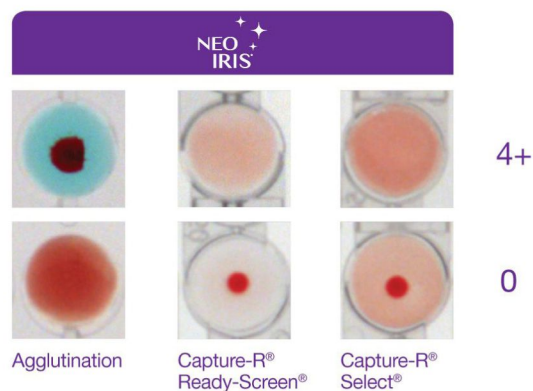 NEO
IRIS
4+
0
Agglutination
Capture-R®
Ready-Screen®
Capture-R®
Select®